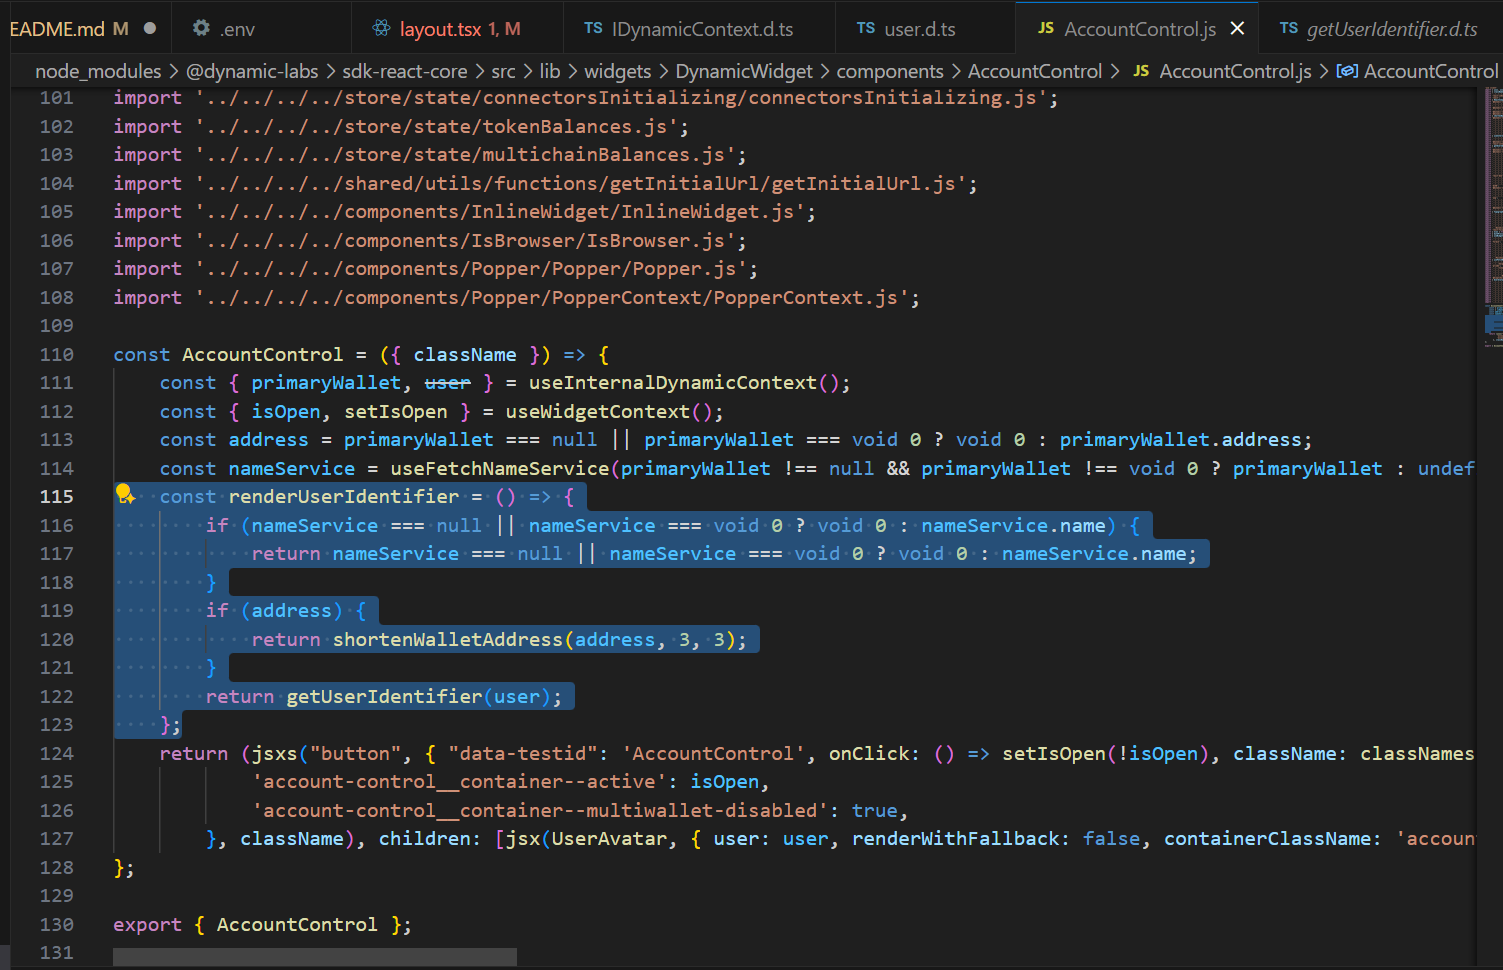 EADME.md M ● .env layout.tsx 1, M TS IDynamicContext.d.ts TS user.d.ts JS AccountControl.js × TS getUserIdentifier.d.ts
node_modules > @dynamic-labs > sdk-react-core > src > lib > widgets > DynamicWidget > components > AccountControl > JS AccountControl.js > AccountControl
101 import '../../../../store/state/connectorsInitializing/connectorsInitializing.js';
102 import '../../../../store/state/tokenBalances.js';
103 import '../../../../store/state/multichainBalances.js';
104 import '../../../../shared/utils/functions/getInitialUrl/getInitialUrl.js';
105 import '../../../../components/InlineWidget/InlineWidget.js';
106 import '../../../../components/IsBrowser/IsBrowser.js';
107 import '../../../../components/Popper/Popper/Popper.js';
108 import '../../../../components/Popper/PopperContext/PopperContext.js';
109
110 const AccountControl = ({ className }) => {
111     const { primaryWallet, user } = useInternalDynamicContext();
112     const { isOpen, setIsOpen } = useWidgetContext();
113     const address = primaryWallet === null || primaryWallet === void 0 ? void 0 : primaryWallet.address;
114     const nameService = useFetchNameService(primaryWallet !== null && primaryWallet !== void 0 ? primaryWallet : undef
115     const renderUserIdentifier = () => {
116         if (nameService === null || nameService === void 0 ? void 0 : nameService.name) {
117             return nameService === null || nameService === void 0 ? void 0 : nameService.name;
118         }
119         if (address) {
120             return shortenWalletAddress(address, 3, 3);
121         }
122         return getUserIdentifier(user);
123     };
124     return (jsxs("button", { "data-testid": 'AccountControl', onClick: () => setIsOpen(!isOpen), className: classNames
125             'account-control__container--active': isOpen,
126             'account-control__container--multiwallet-disabled': true,
127         }, className), children: [jsx(UserAvatar, { user: user, renderWithFallback: false, containerClassName: 'accoun
128 };
129
130 export { AccountControl };
131